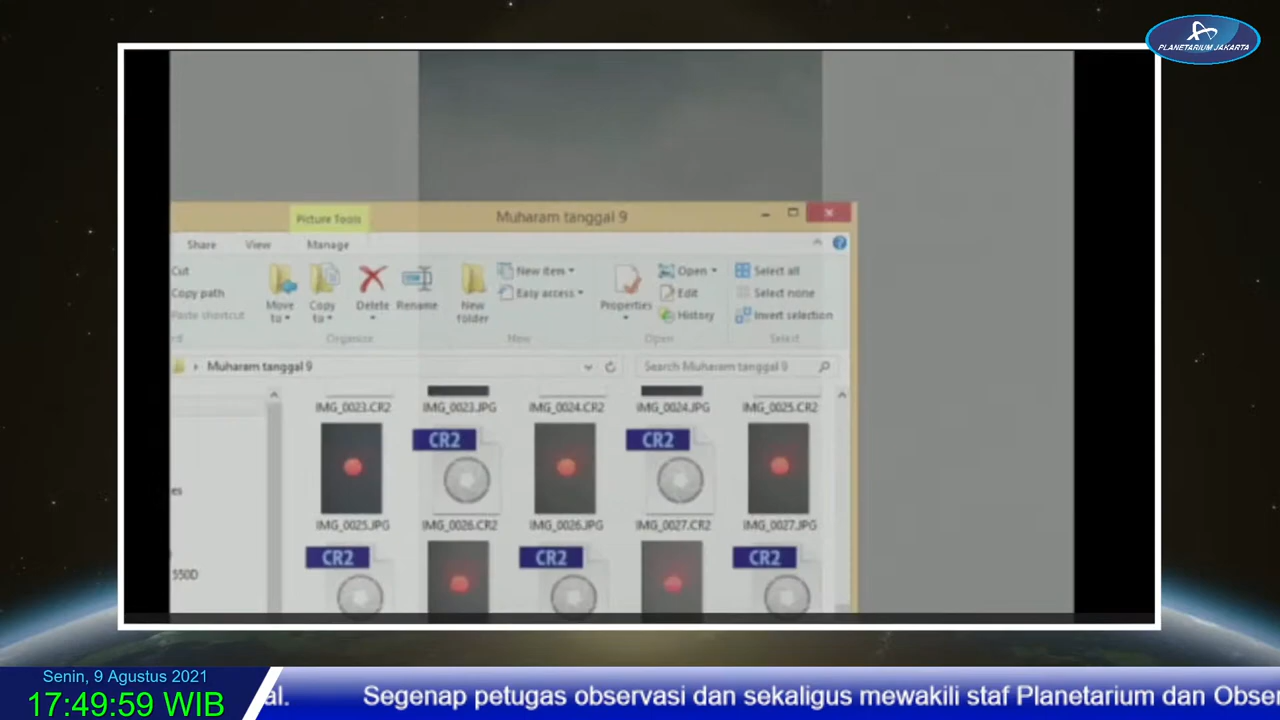 PLANETARIUM JAKARTA
Picture Tools
Muharam tanggal 9
Share View Manage
Cut
Copy path
Paste shortcut
Move to
Copy to
Delete
Rename
New folder
New item
Easy access
Properties
Open
Edit
History
Select all
Select none
Invert selection
Organize New Open Select
Muharam tanggal 9
Search Muharam tanggal 9
IMG_0023.CR2 IMG_0023.JPG IMG_0024.CR2 IMG_0024.JPG IMG_0025.CR2
CR2 CR2
IMG_0025.JPG IMG_0026.CR2 IMG_0026.JPG IMG_0027.CR2 IMG_0027.JPG
CR2 CR2 CR2
550D
Senin, 9 Agustus 2021
17:49:59 WIB
al. Segenap petugas observasi dan sekaligus mewakili staf Planetarium dan Obser